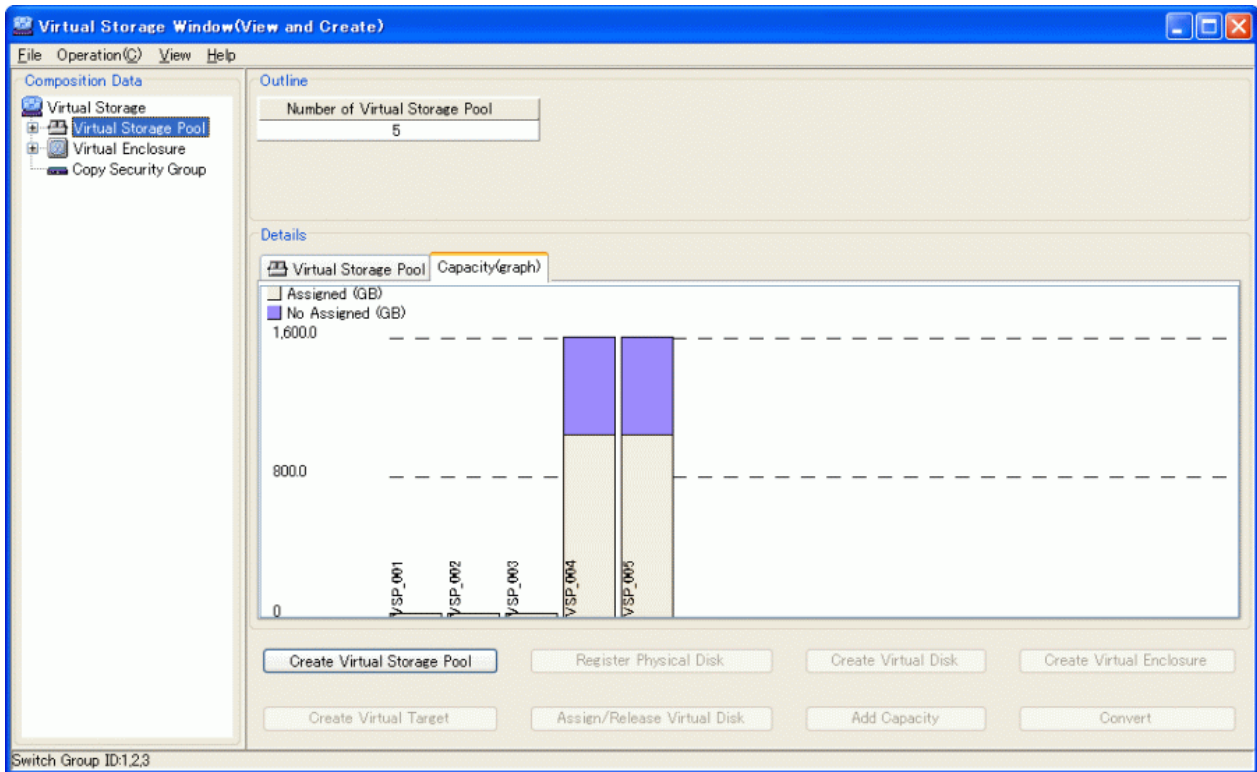 Virtual Storage Window(View and Create)
File Operation(C) View Help
Composition Data
Virtual Storage
Virtual Storage Pool
Virtual Enclosure
Copy Security Group
Outline
Number of Virtual Storage Pool
5
Details
Virtual Storage Pool Capacity(graph)
Assigned (GB)
No Assigned (GB)
1,600.0
800.0
0
VSP_001
VSP_002
VSP_003
VSP_004
VSP_005
Create Virtual Storage Pool Register Physical Disk Create Virtual Disk Create Virtual Enclosure
Create Virtual Target Assign/Release Virtual Disk Add Capacity Convert
Switch Group ID:1,2,3